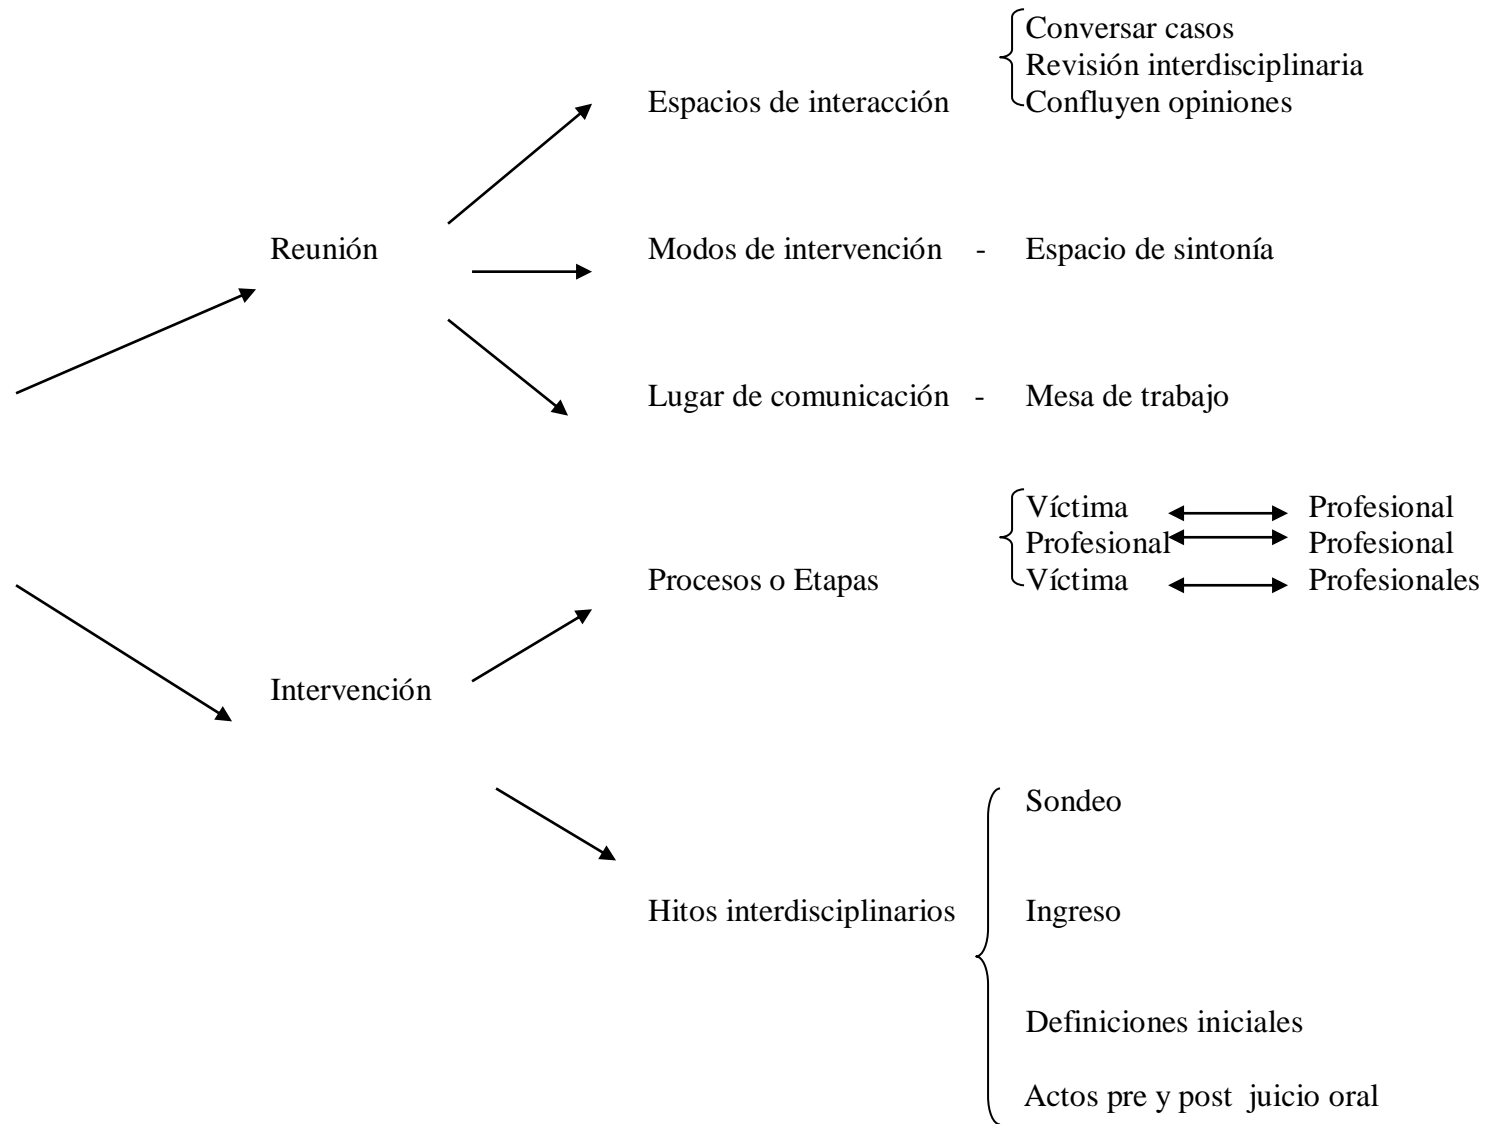 Conversar casos
Revisión interdisciplinaria
Espacios de interacción Confluyen opiniones
Reunión Modos de intervención - Espacio de sintonía
Lugar de comunicación - Mesa de trabajo
Víctima Profesional
Profesional Profesional
Procesos o Etapas Víctima Profesionales
Intervención
Sondeo
Hitos interdisciplinarios Ingreso
Definiciones iniciales
Actos pre y post juicio oral